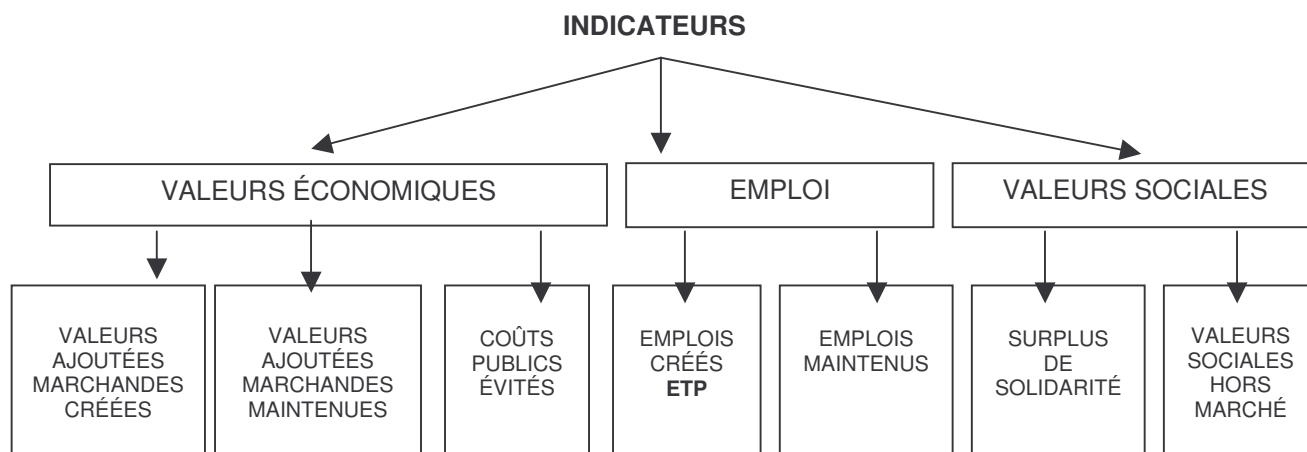 INDICATEURS
VALEURS ÉCONOMIQUES
EMPLOI
VALEURS SOCIALES
VALEURS
AJOUTÉES
MARCHANDES
CRÉÉES
VALEURS
AJOUTÉES
MARCHANDES
MAINTENUES
COÛTS
PUBLICS
ÉVITÉS
EMPLOIS
CRÉÉS
ETP
EMPLOIS
MAINTENUS
SURPLUS
DE
SOLIDARITÉ
VALEURS
SOCIALES
HORS
MARCHÉ